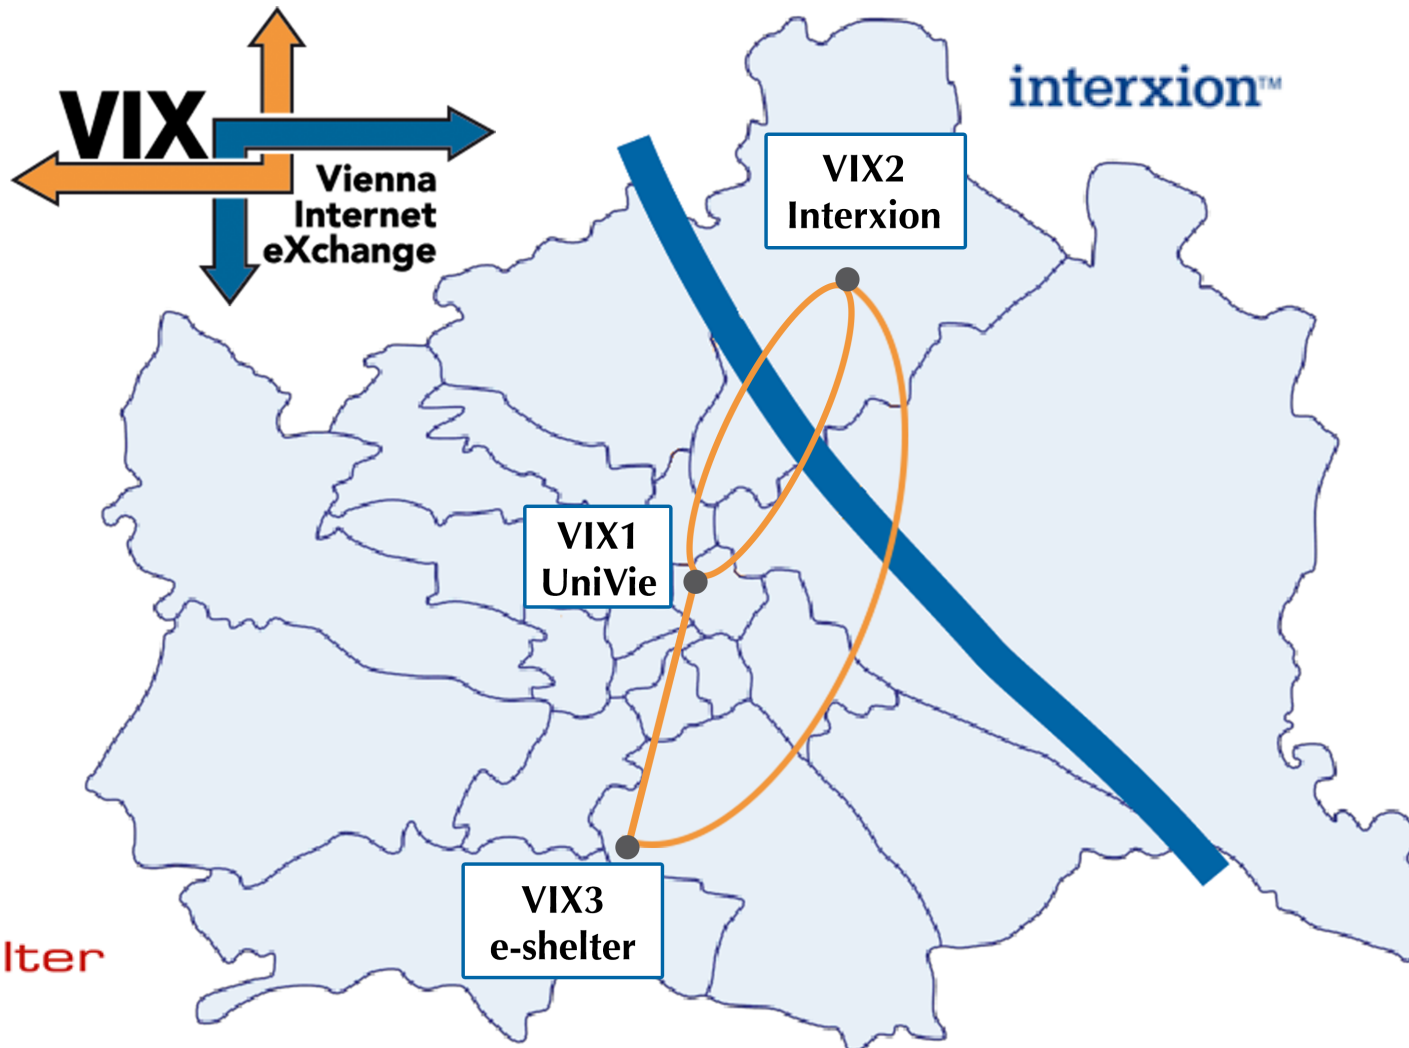 VIX
Vienna
Internet
eXchange
interxion™
VIX2
Interxion
VIX1
UniVie
VIX3
e-shelter
lter